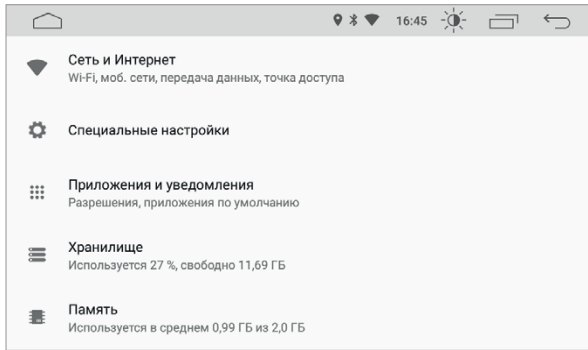 16:45
Сеть и Интернет
Wi-Fi, моб. сети, передача данных, точка доступа
Специальные настройки
Приложения и уведомления
Разрешения, приложения по умолчанию
Хранилище
Используется 27 %, свободно 11,69 ГБ
Память
Используется в среднем 0,99 ГБ из 2,0 ГБ